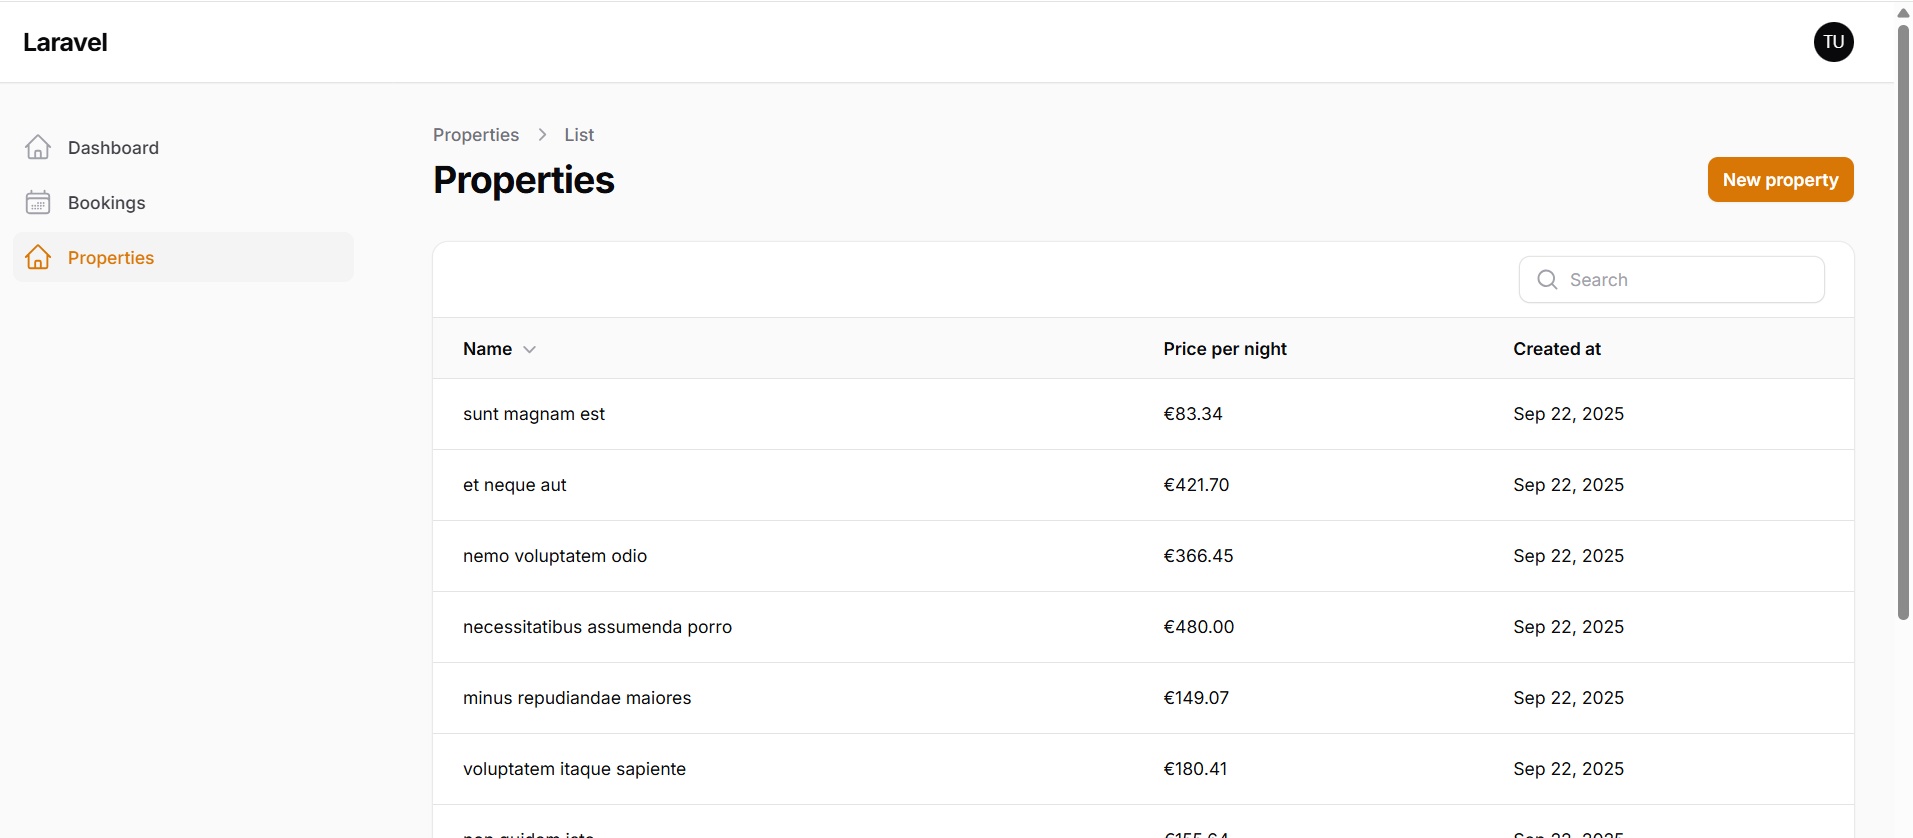 Laravel
TU
Dashboard
Bookings
Properties
Properties > List
Properties
New property
Search
Name Price per night Created at
sunt magnam est €83.34 Sep 22, 2025
et neque aut €421.70 Sep 22, 2025
nemo voluptatem odio €366.45 Sep 22, 2025
necessitatibus assumenda porro €480.00 Sep 22, 2025
minus repudiandae maiores €149.07 Sep 22, 2025
voluptatem itaque sapiente €180.41 Sep 22, 2025